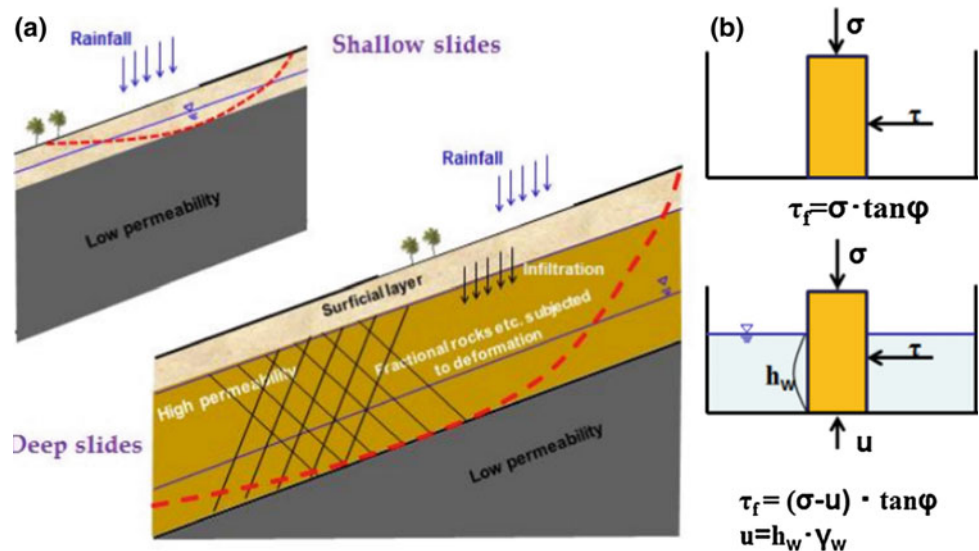 (a)
Rainfall
Shallow slides
Low permeability
Rainfall
Surficial layer
Infiltration
High permeability
Fractional rocks etc. subjected
to deformation
Deep slides
Low permeability
(b)
σ
τ
τf=σ·tanφ
σ
τ
hw
u
τf= (σ-u) · tanφ
u=hw·γw